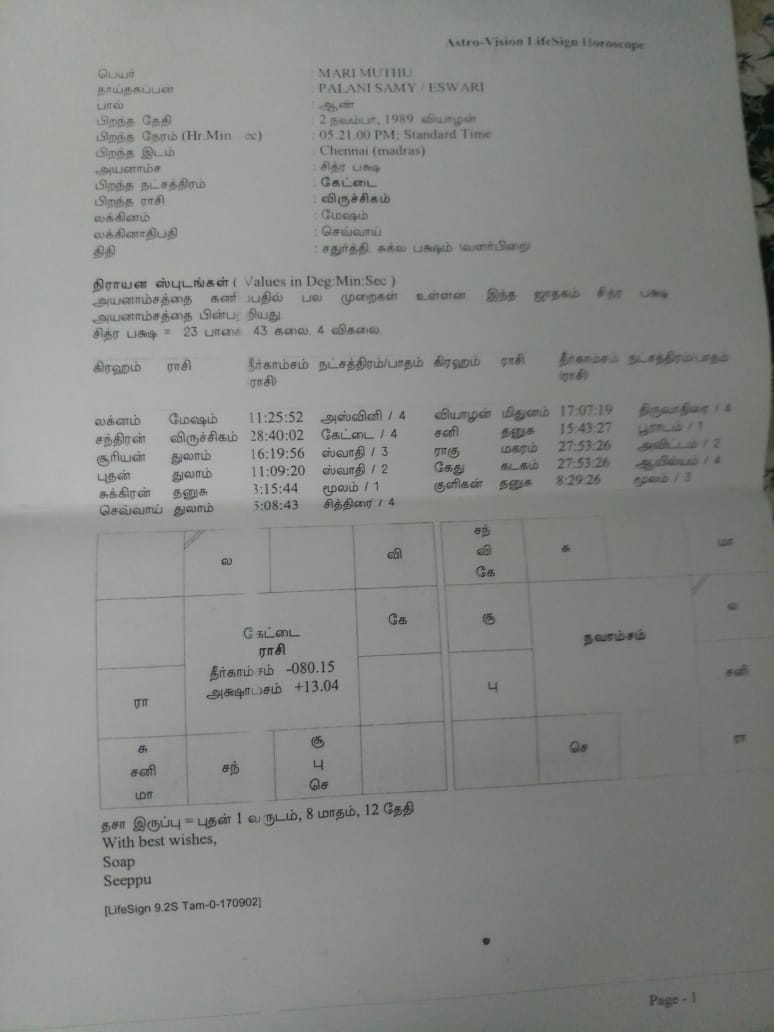 Astro-Vision LifeSign Horoscope
பெயர் : MARI MUTHU
தாய்தகப்பன் : PALANI SAMY / ESWARI
பால் : ஆண்
பிறந்த தேதி : 2 நவம்பர், 1989 வியாழன்
பிறந்த நேரம் (Hr.Min ec) : 05.21.00 PM; Standard Time
பிறந்த இடம் : Chennai (madras)
அயனாம்ச : சித்ர பக்ஷ
பிறந்த நட்சத்திரம் : கேட்டை
பிறந்த ராசி : விருச்சிகம்
லக்கினம் : மேஷம்
லக்கினாதிபதி : செவ்வாய்
திதி : சதுர்த்தி, சுக்ல பக்ஷம் (வளர்பிறை)
நிராயன ஸ்புடங்கள் ( Values in Deg:Min:Sec )
அயனாம்சத்தை பல முறைகள் உள்ளன. இந்த ஜாதகம் சித்ர பக்ஷ
அயனாம்சத்தை
சித்ர பக்ஷ = 23 பாகை 43 கலை. 4 விகலை.
கிரஹம் ராசி தீர்காம்சம் நட்சத்திரம்/பாதம் கிரஹம் ராசி தீர்காம்சம் நட்சத்திரம்/பாதம்
ராசி) (ராசி)
லக்னம் மேஷம் 11:25:52 அஸ்வினி / 4 வியாழன் மிதுனம் 17:07:19 திருவாதிரை / 4
சந்திரன் விருச்சிகம் 28:40:02 கேட்டை / 4 சனி தனுசு 15:43:27 பூராடம் / 1
சூரியன் துலாம் 16:19:56 ஸ்வாதி / 3 ராகு மகரம் 27:53:26 அவிட்டம் / 2
புதன் துலாம் 11:09:20 ஸ்வாதி / 2 கேது கடகம் 27:53:26 ஆயில்யம் / 4
சுக்கிரன் தனுசு 3:15:44 மூலம் / 1 குளிகன் தனுசு 8:29:26 மூலம் / 3
செவ்வாய் துலாம் 5:08:43 சித்திரை / 4
ல வி சந்
வி
கே சு மா
கேட்டை
ராசி
தீர்காம்சம் -080.15
அக்ஷாம்சம் +13.04
கே சூ நவாம்சம் ல
ரா பு சனி
சு
சனி
மா சந் சூ
பு
செ செ ரா
தசா இருப்பு = புதன் 1 வருடம், 8 மாதம், 12 தேதி
With best wishes,
Soap
Seeppu
[LifeSign 9.2S Tam-0-170902]
Page - 1